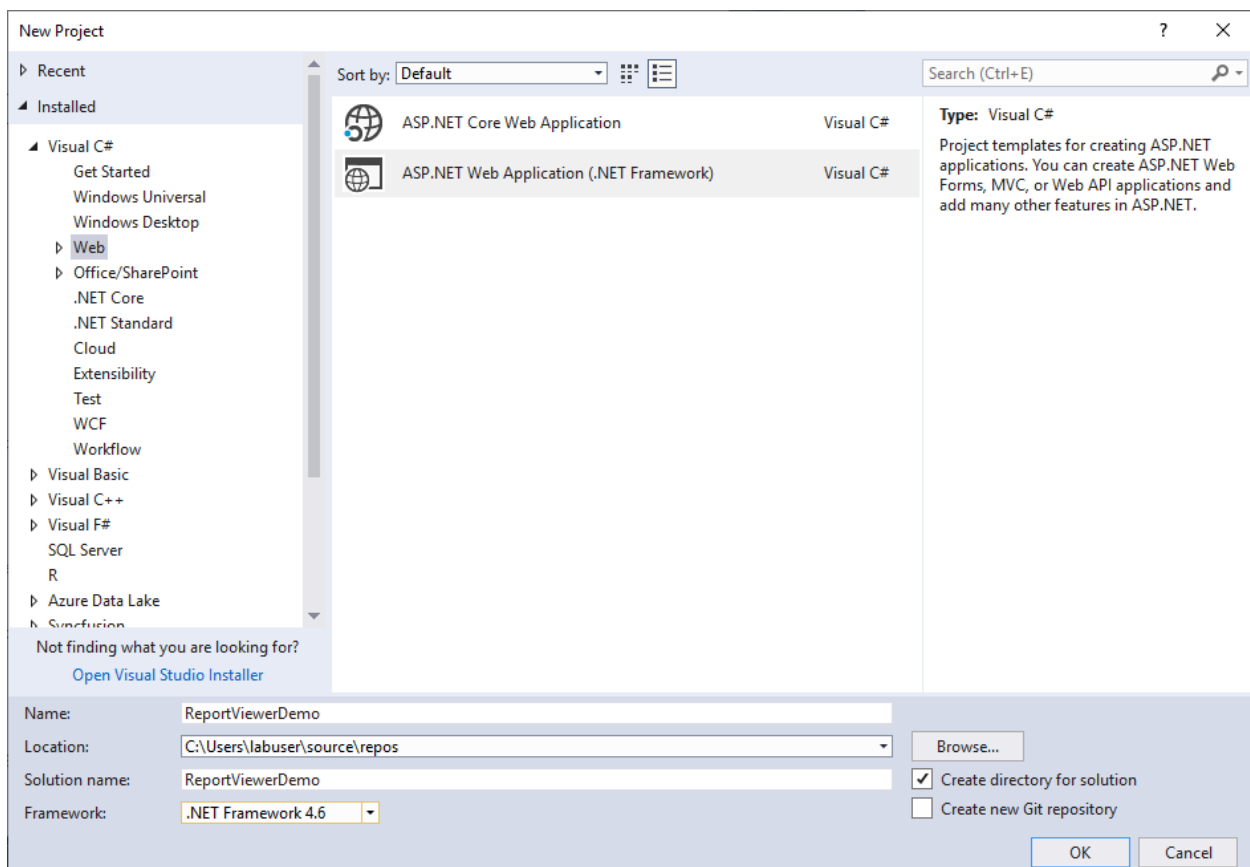 New Project
?
Recent
Installed
Visual C#
Get Started
Windows Universal
Windows Desktop
Web
Office/SharePoint
.NET Core
.NET Standard
Cloud
Extensibility
Test
WCF
Workflow
Visual Basic
Visual C++
Visual F#
SQL Server
R
Azure Data Lake
Syncfusion
Not finding what you are looking for?
Open Visual Studio Installer
Sort by: Default
ASP.NET Core Web Application Visual C#
ASP.NET Web Application (.NET Framework) Visual C#
Search (Ctrl+E)
Type: Visual C#
Project templates for creating ASP.NET
applications. You can create ASP.NET Web
Forms, MVC, or Web API applications and
add many other features in ASP.NET.
Name: ReportViewerDemo
Location: C:\Users\labuser\source\repos
Browse...
Solution name: ReportViewerDemo
Create directory for solution
Framework: .NET Framework 4.6
Create new Git repository
OK Cancel